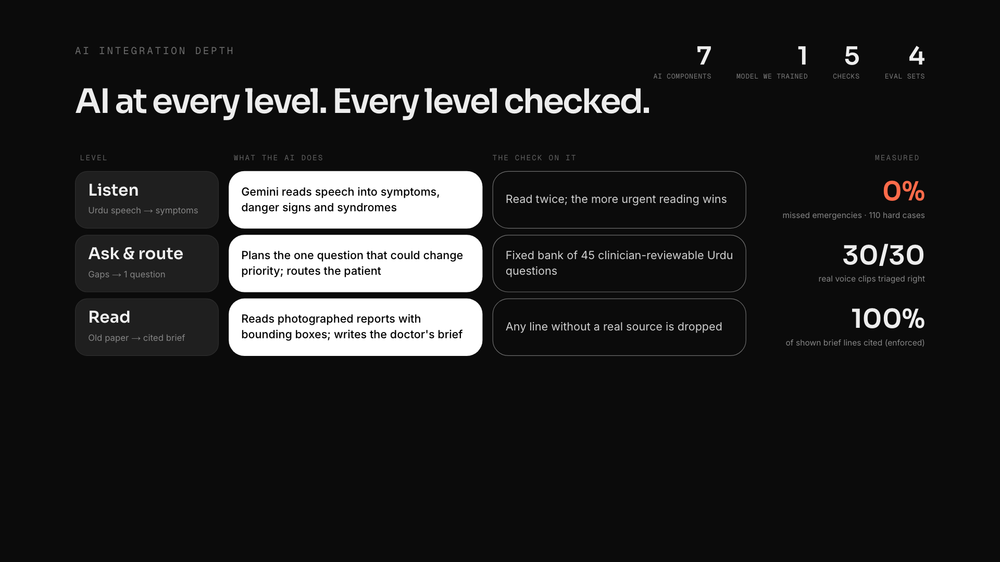 AI INTEGRATION DEPTH
7
AI COMPONENTS
1
MODEL WE TRAINED
5
CHECKS
4
EVAL SETS
AI at every level. Every level checked.
LEVEL
WHAT THE AI DOES
THE CHECK ON IT
MEASURED
Listen
Urdu speech → symptoms
Gemini reads speech into symptoms,
danger signs and syndromes
Read twice; the more urgent reading wins
0%
missed emergencies · 110 hard cases
Ask & route
Gaps → 1 question
Plans the one question that could change
priority; routes the patient
Fixed bank of 45 clinician-reviewable Urdu
questions
30/30
real voice clips triaged right
Read
Old paper → cited brief
Reads photographed reports with
bounding boxes; writes the doctor's brief
Any line without a real source is dropped
100%
of shown brief lines cited (enforced)